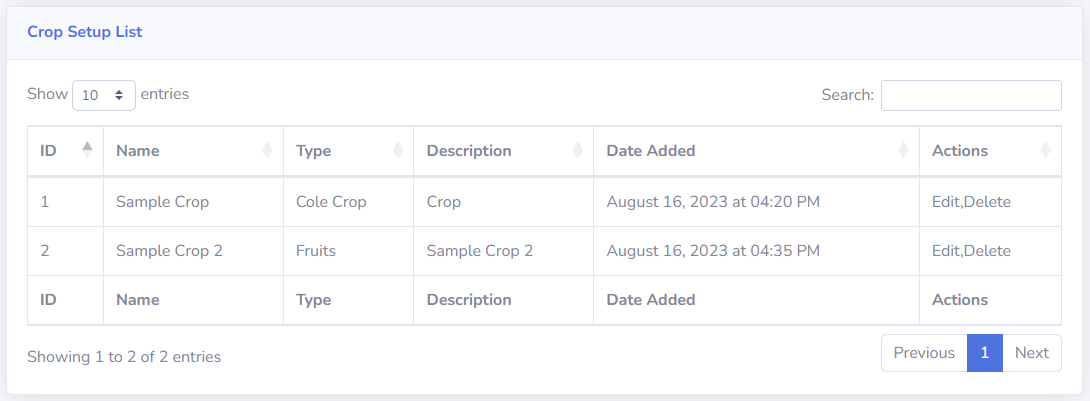 Crop Setup List
Show 10 entries Search:
ID Name Type Description Date Added Actions
1 Sample Crop Cole Crop Crop August 16, 2023 at 04:20 PM Edit,Delete
2 Sample Crop 2 Fruits Sample Crop 2 August 16, 2023 at 04:35 PM Edit,Delete
ID Name Type Description Date Added Actions
Showing 1 to 2 of 2 entries Previous 1 Next